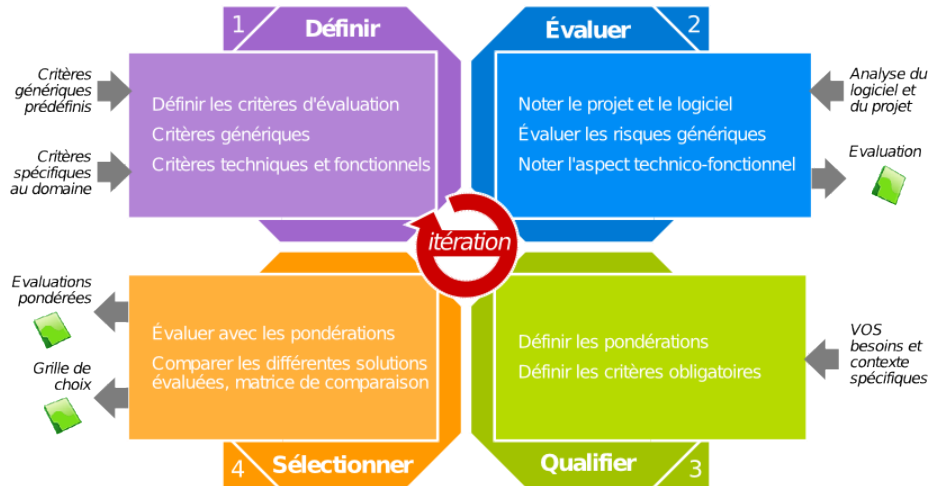 1
Définir
Critères
génériques
prédéfinis
Critères
spécifiques
au domaine
Définir les critères d'évaluation
Critères génériques
Critères techniques et fonctionnels
Évaluer
2
Noter le projet et le logiciel
Évaluer les risques génériques
Noter l'aspect technico-fonctionnel
Analyse du
logiciel et
du projet
Evaluation
itération
Evaluations
pondérées
Grille de
choix
Évaluer avec les pondérations
Comparer les différentes solutions
évaluées, matrice de comparaison
4
Sélectionner
Définir les pondérations
Définir les critères obligatoires
VOS
besoins et
contexte
spécifiques
Qualifier
3